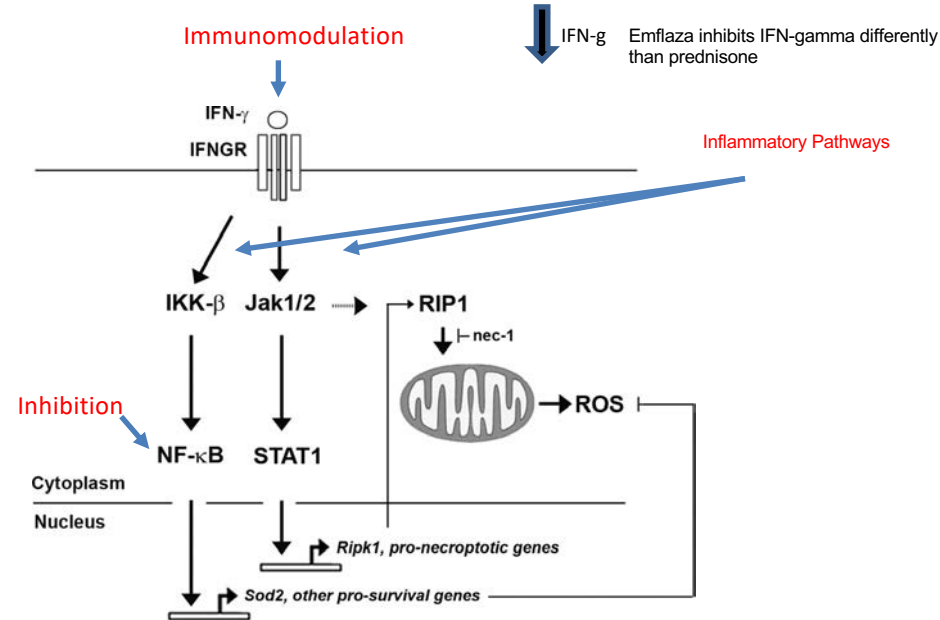 Immunomodulation
IFN-g Emflaza inhibits IFN-gamma differently
than prednisone
IFN-γ
IFNGR
Inflammatory Pathways
IKK-β Jak1/2 RIP1
nec-1
ROS
Inhibition
NF-κB STAT1
Cytoplasm
Nucleus
Ripk1, pro-necroptotic genes
Sod2, other pro-survival genes